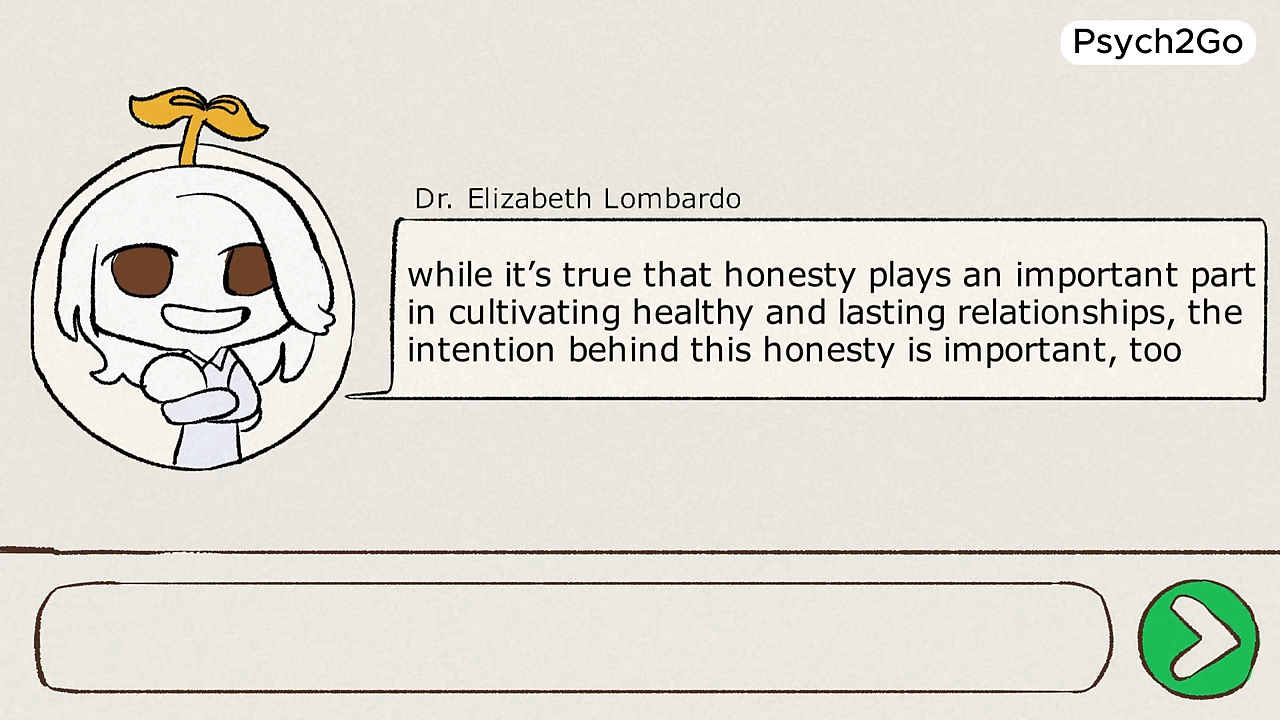 Psych2Go
Dr. Elizabeth Lombardo
while it’s true that honesty plays an important part
in cultivating healthy and lasting relationships, the
intention behind this honesty is important, too